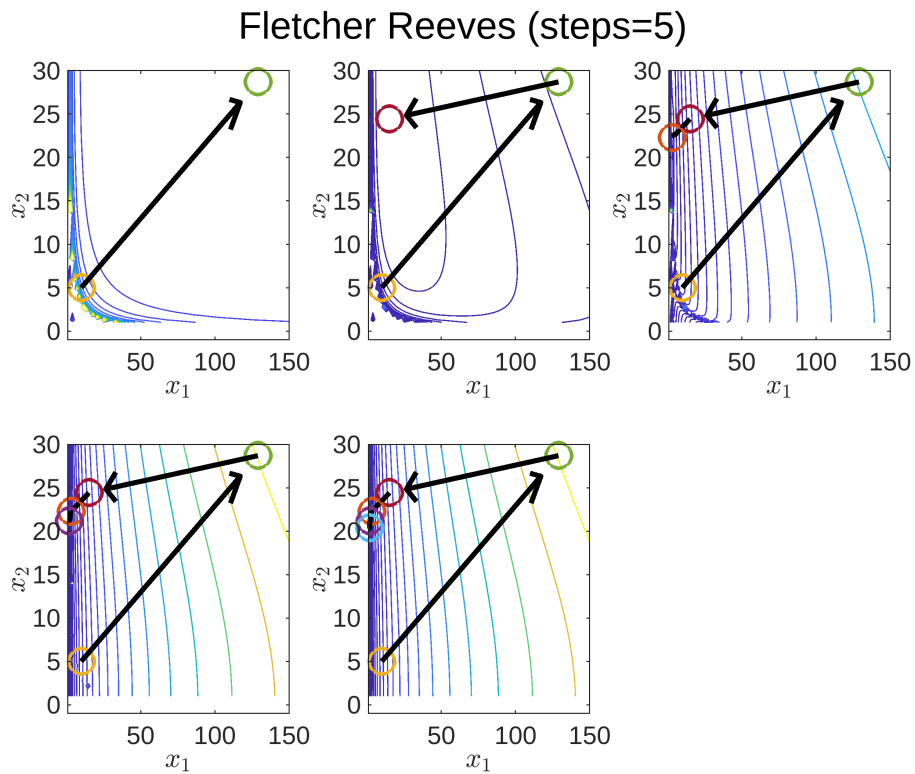 Fletcher Reeves (steps=5)
30 30 30
25 25 25
20 20 20
15 15 15
10 10 10
5 5 5
0 0 0
x₂ x₂ x₂
50 100 150 50 100 150 50 100 150
x₁ x₁ x₁
30 30
25 25
20 20
15 15
10 10
5 5
0 0
x₂ x₂
50 100 150 50 100 150
x₁ x₁